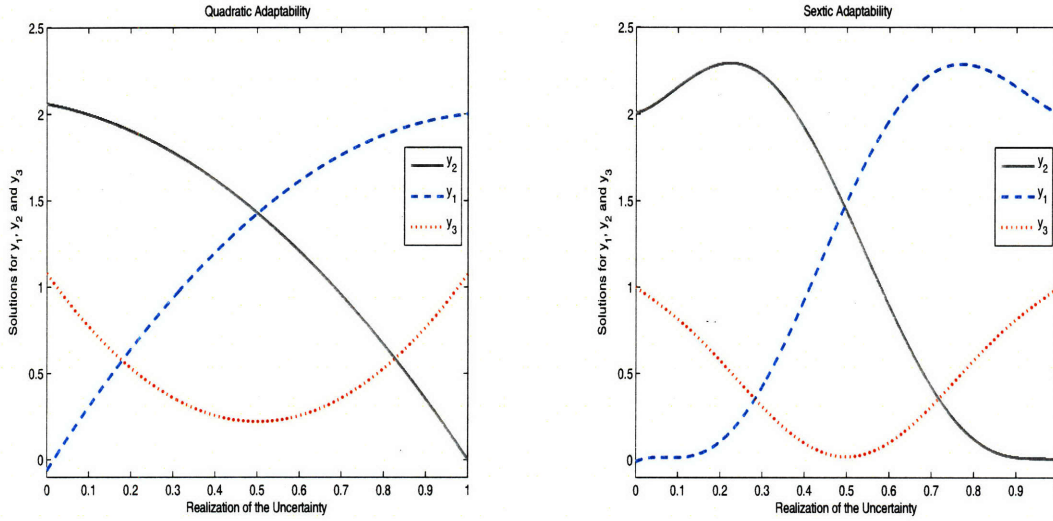 Quadratic Adaptability
2.5
2
1.5
1
0.5
0
Solutions for y₁, y₂ and y₃
y₂
y₁
y₃
0 0.1 0.2 0.3 0.4 0.5 0.6 0.7 0.8 0.9 1
Realization of the Uncertainty
Sextic Adaptability
2.5
2
1.5
1
0.5
0
Solutions for y₁, y₂ and y₃
y₂
y₁
y₃
0 0.1 0.2 0.3 0.4 0.5 0.6 0.7 0.8 0.9
Realization of the Uncertainty